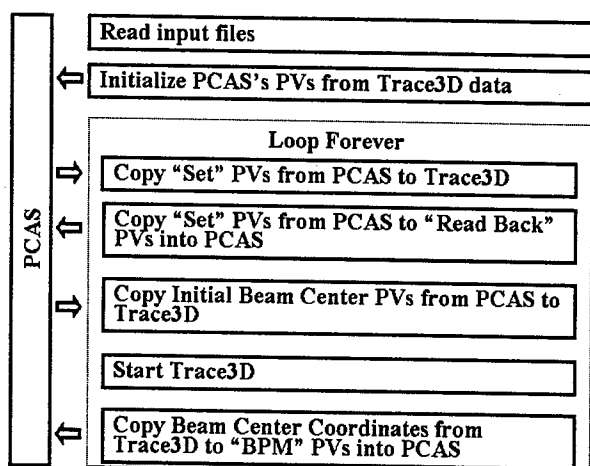 Read input files
Initialize PCAS's PVs from Trace3D data
Loop Forever
Copy "Set" PVs from PCAS to Trace3D
Copy "Set" PVs from PCAS to "Read Back"
PVs into PCAS
Copy Initial Beam Center PVs from PCAS to
Trace3D
Start Trace3D
Copy Beam Center Coordinates from
Trace3D to "BPM" PVs into PCAS
PCAS